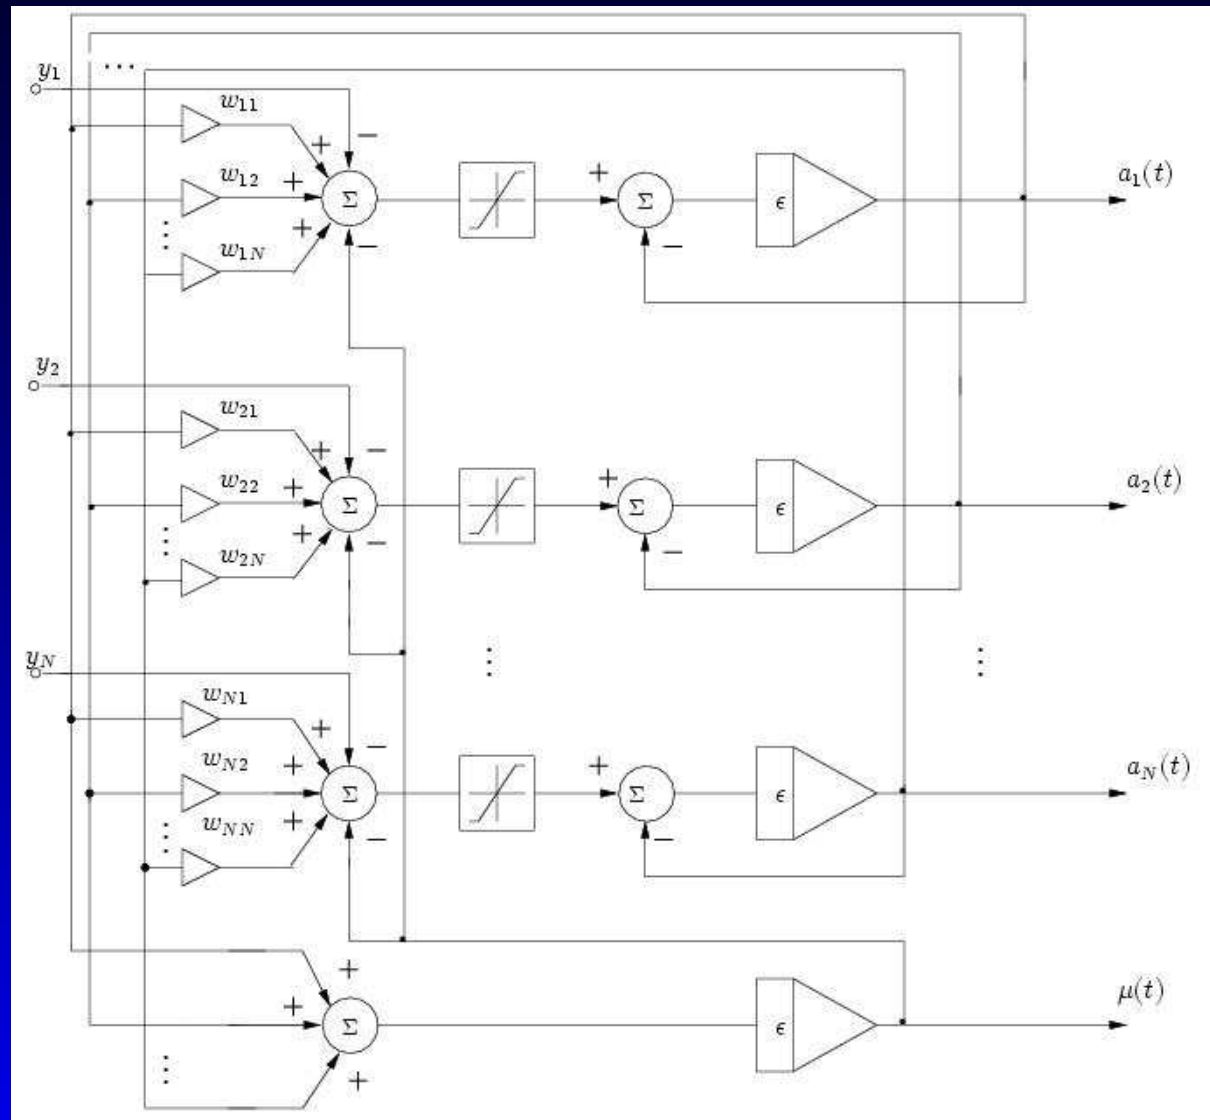 ...
y1
w11
+ −
+
w12
Σ
+
Σ
ϵ
a1(t)
⋮
+
w1N
−
−
y2
w21
+ −
w22
+
Σ
+
Σ
ϵ
a2(t)
⋮
+
w2N
−
−
⋮
⋮
yN
wN1
+
−
wN2
+
Σ
+
Σ
ϵ
aN(t)
⋮
wNN
+
−
−
+
+
Σ
ϵ
μ(t)
⋮
+